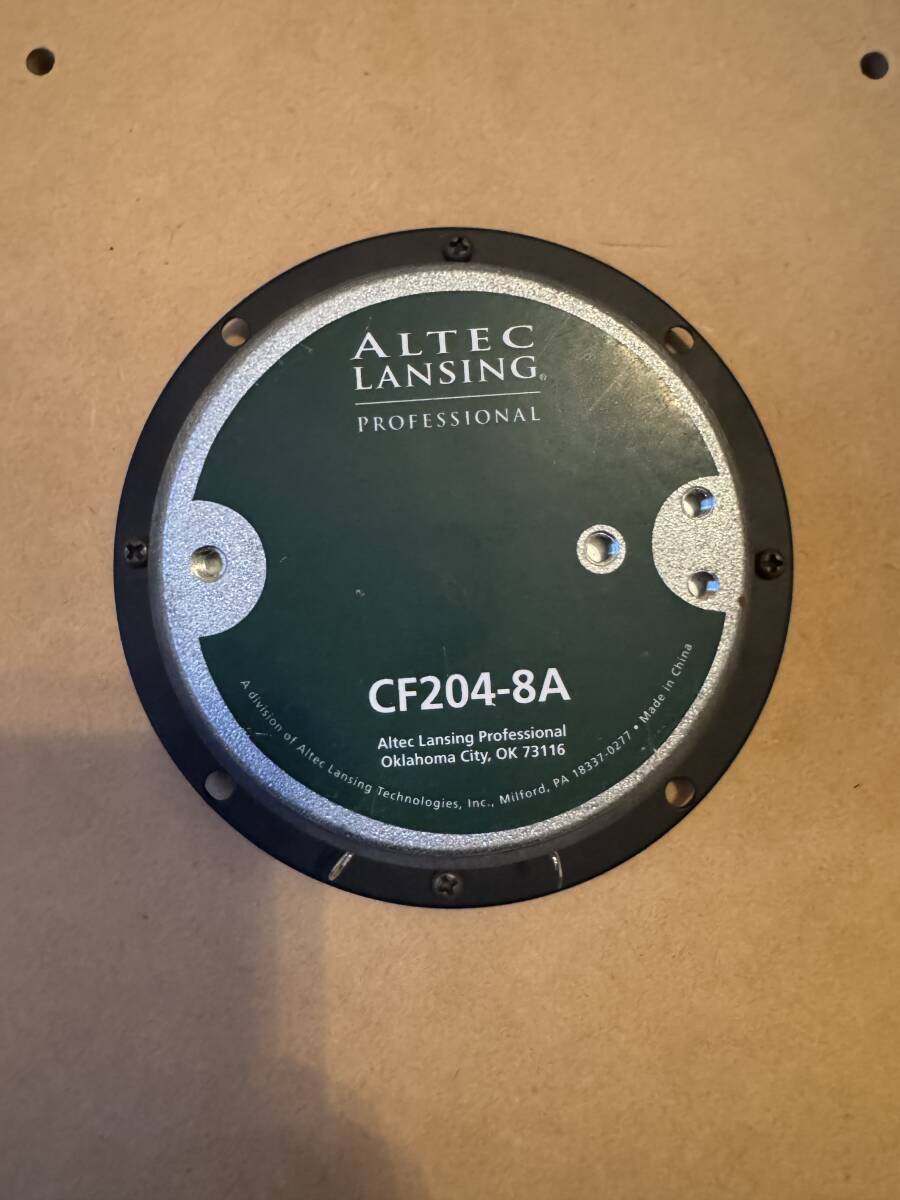 ALTEC
LANSING®
PROFESSIONAL
CF204-8A
Altec Lansing Professional
Oklahoma City, OK 73116
A division of Altec Lansing Technologies, Inc., Milford, PA 18337-0277 • Made in China